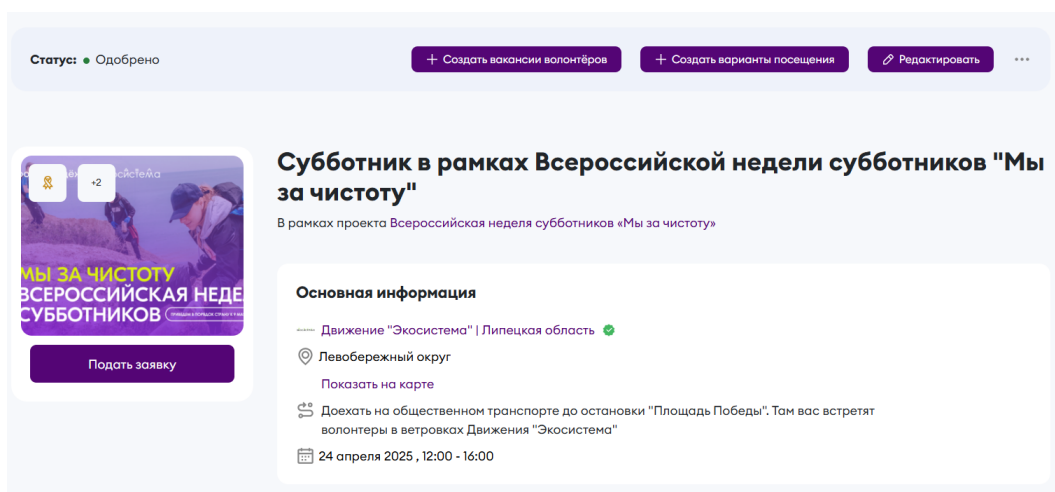 Статус: ● Одобрено
+ Создать вакансии волонтёров
+ Создать варианты посещения
Редактировать
...
+2
МЫ ЗА ЧИСТОТУ
ВСЕРОССИЙСКАЯ НЕДЕ
СУББОТНИКОВ
Подать заявку
Субботник в рамках Всероссийской недели субботников "Мы
за чистоту"
В рамках проекта Всероссийская неделя субботников «Мы за чистоту»
Основная информация
Движение "Экосистема" | Липецкая область
Левобережный округ
Показать на карте
Доехать на общественном транспорте до остановки "Площадь Победы". Там вас встретят
волонтеры в ветровках Движения "Экосистема"
24 апреля 2025 , 12:00 - 16:00